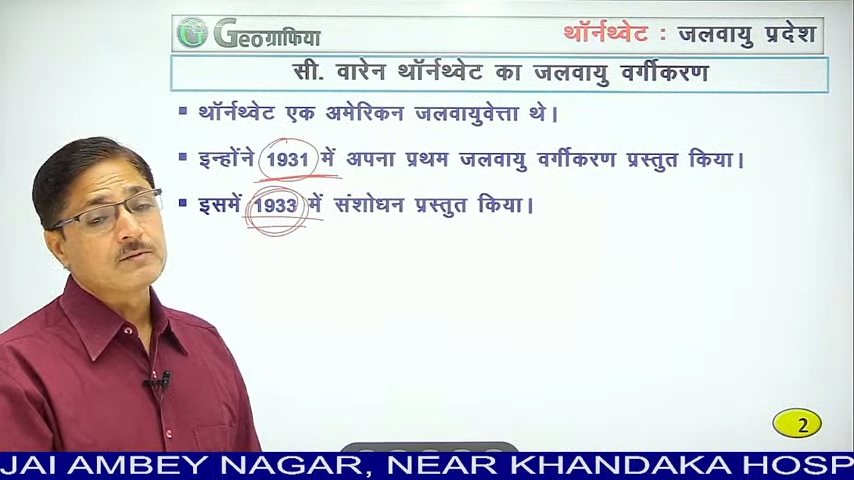 Geoग्राफिया
थॉर्नथ्वेट : जलवायु प्रदेश
सी. वारेन थॉर्नथ्वेट का जलवायु वर्गीकरण
▪ थॉर्नथ्वेट एक अमेरिकन जलवायुवेत्ता थे।
▪ इन्होंने 1931 में अपना प्रथम जलवायु वर्गीकरण प्रस्तुत किया।
▪ इसमें 1933 में संशोधन प्रस्तुत किया।
2
JAI AMBEY NAGAR, NEAR KHANDAKA HOSP